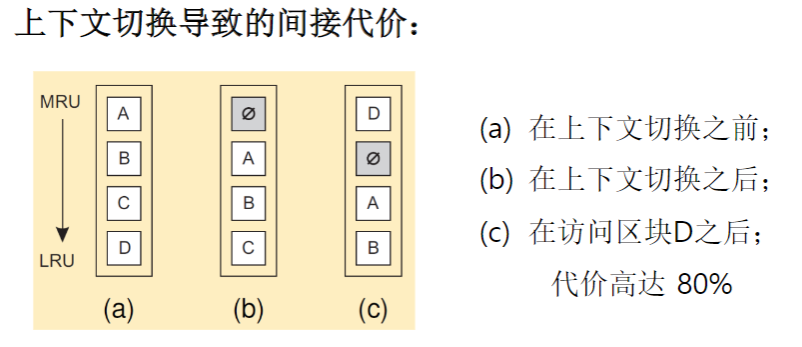 上下文切换导致的间接代价：
MRU
LRU
A
B
C
D
(a)
∅
A
B
C
(b)
D
∅
A
B
(c)
(a) 在上下文切换之前；
(b) 在上下文切换之后；
(c) 在访问区块D之后；
代价高达 80%